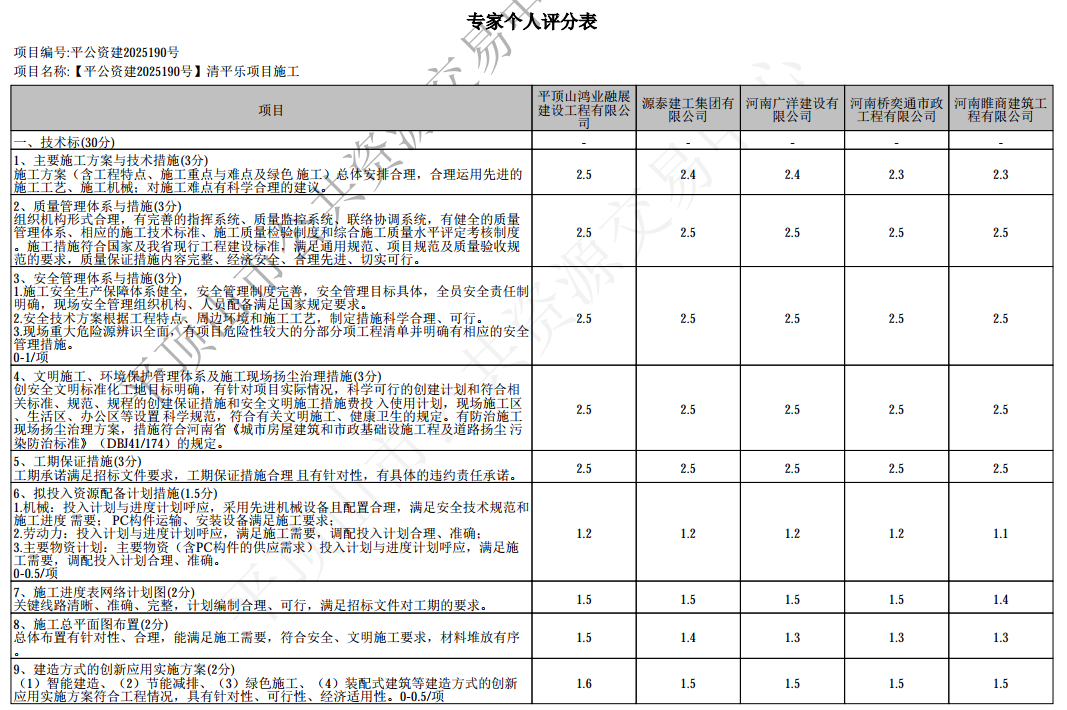 专家个人评分表
项目编号:平公资建2025190号
项目名称:【平公资建2025190号】清平乐项目施工
项目
平顶山鸿业融展
建设工程有限公
司
源泰建工集团有
限公司
河南广洋建设有
限公司
河南桥奕通市政
工程有限公司
河南睢商建筑工
程有限公司
一、技术标(30分)
- - - - -
1、主要施工方案与技术措施(3分)
施工方案（含工程特点、施工重点与难点及绿色 施工）总体安排合理，合理运用先进的
施工工艺、施工机械；对施工难点有科学合理的建议。
2.5 2.4 2.4 2.3 2.3
2、质量管理体系与措施(3分)
组织机构形式合理，有完善的指挥系统、质量监控系统、联络协调系统，有健全的质量
管理体系、相应的施工技术标准、施工质量检验制度和综合施工质量水平评定考核制度
。施工措施符合国家及我省现行工程建设标准，满足通用规范、项目规范及质量验收规
范的要求，质量保证措施内容完整、经济安全、合理先进、切实可行。
2.5 2.5 2.5 2.5 2.5
3、安全管理体系与措施(3分)
1.施工安全生产保障体系健全，安全管理制度完善，安全管理目标具体，全员安全责任制
明确，现场安全管理组织机构、人员配备满足国家规定要求。
2.安全技术方案根据工程特点、周边环境和施工工艺，制定措施科学合理、可行。
3.现场重大危险源辨识全面，有项目危险性较大的分部分项工程清单并明确有相应的安全
管理措施。
0-1/项
2.5 2.5 2.5 2.5 2.5
4、文明施工、环境保护管理体系及施工现场扬尘治理措施(3分)
创安全文明标准化工地目标明确，有针对项目实际情况，科学可行的创建计划和符合相
关标准、规范、规程的创建保证措施和安全文明施工措施费投 入使用计划，现场施工区
、生活区、办公区等设置 科学规范，符合有关文明施工、健康卫生的规定。有防治施工
现场扬尘治理方案，措施符合河南省《城市房屋建筑和市政基础设施工程及道路扬尘 污
染防治标准》（DBJ41/174）的规定。
2.5 2.5 2.5 2.5 2.5
5、工期保证措施(3分)
工期承诺满足招标文件要求，工期保证措施合理 且有针对性，有具体的违约责任承诺。
2.5 2.5 2.5 2.5 2.5
6、拟投入资源配备计划措施(1.5分)
1.机械：投入计划与进度计划呼应，采用先进机械设备且配置合理，满足安全技术规范和
施工进度 需要； PC构件运输、安装设备满足施工要求；
2.劳动力：投入计划与进度计划呼应，满足施工需要，调配投入计划合理、准确；
3.主要物资计划：主要物资（含PC构件的供应需求）投入计划与进度计划呼应，满足施
工需要，调配投入计划合理、准确。
0-0.5/项
1.2 1.2 1.2 1.2 1.1
7、施工进度表网络计划图(2分)
关键线路清晰、准确、完整，计划编制合理、可行，满足招标文件对工期的要求。
1.5 1.5 1.5 1.5 1.4
8、施工总平面图布置(2分)
总体布置有针对性、合理，能满足施工需要，符合安全、文明施工要求，材料堆放有序
。
1.5 1.4 1.3 1.3 1.3
9、建造方式的创新应用实施方案(2分)
（1）智能建造、（2）节能减排、（3）绿色施工、（4）装配式建筑等建造方式的创新
应用实施方案符合工程情况，具有针对性、可行性、经济适用性。0-0.5/项
1.6 1.5 1.5 1.5 1.5
平顶山市公共资源交易中心
平顶山市公共资源交易中心